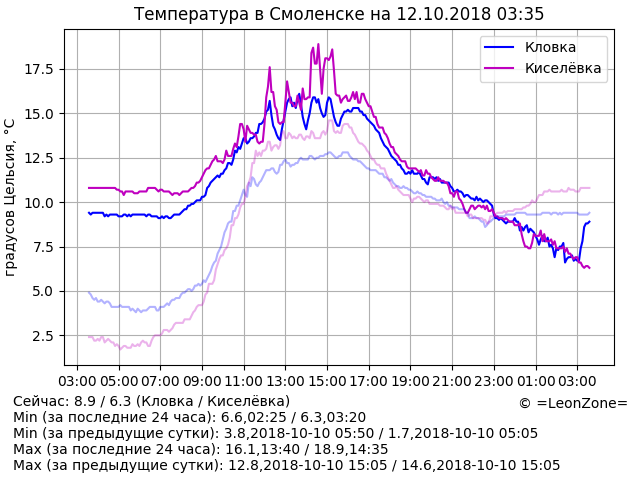 Температура в Смоленске на 12.10.2018 03:35
градусов Цельсия, °C
17.5
15.0
12.5
10.0
7.5
5.0
2.5
Кловка
Киселёвка
03:00 05:00 07:00 09:00 11:00 13:00 15:00 17:00 19:00 21:00 23:00 01:00 03:00
Сейчас: 8.9 / 6.3 (Кловка / Киселёвка)
© =LeonZone=
Min (за последние 24 часа): 6.6,02:25 / 6.3,03:20
Min (за предыдущие сутки): 3.8,2018-10-10 05:50 / 1.7,2018-10-10 05:05
Max (за последние 24 часа): 16.1,13:40 / 18.9,14:35
Max (за предыдущие сутки): 12.8,2018-10-10 15:05 / 14.6,2018-10-10 15:05